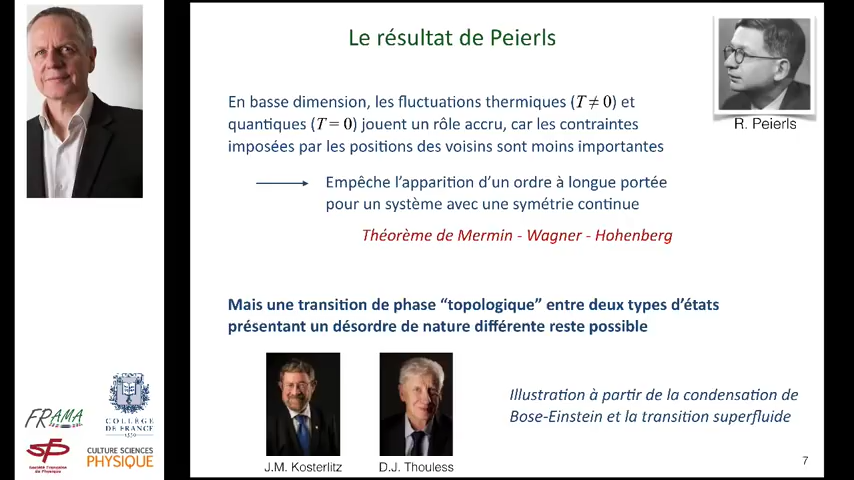 Le résultat de Peierls
R. Peierls
En basse dimension, les fluctuations thermiques (T ≠ 0) et
quantiques (T = 0) jouent un rôle accru, car les contraintes
imposées par les positions des voisins sont moins importantes
Empêche l’apparition d’un ordre à longue portée
pour un système avec une symétrie continue
Théorème de Mermin - Wagner - Hohenberg
Mais une transition de phase “topologique” entre deux types d’états
présentant un désordre de nature différente reste possible
Illustration à partir de la condensation de
Bose-Einstein et la transition superfluide
J.M. Kosterlitz
D.J. Thouless
7
FRAMA
COLLÈGE
DE FRANCE
1530
sfp
Société Française
de Physique
CULTURE SCIENCES
PHYSIQUE